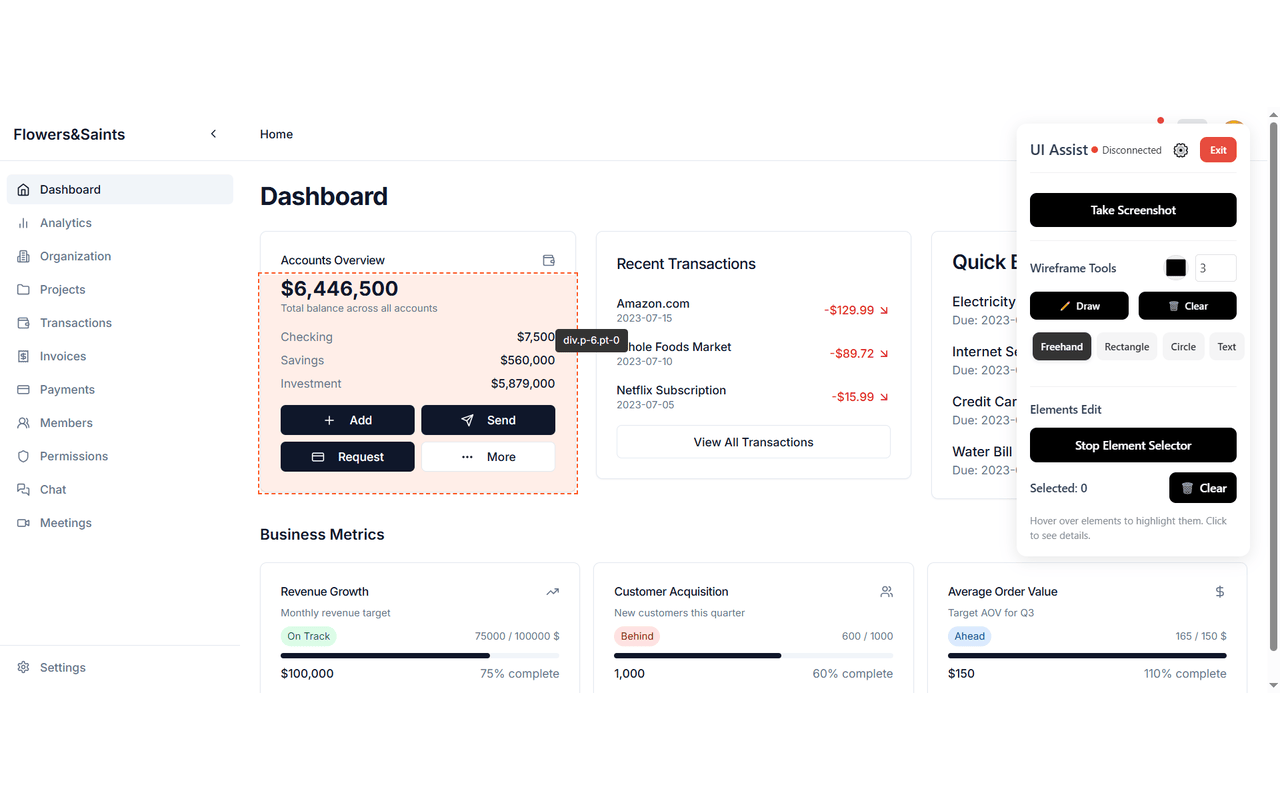 Flowers&Saints
Home
Dashboard
Analytics
Organization
Projects
Transactions
Invoices
Payments
Members
Permissions
Chat
Meetings
Settings
Dashboard
Accounts Overview
$6,446,500
Total balance across all accounts
Checking $7,500
Savings $560,000
Investment $5,879,000
Add Send
Request More
div.p-6.pt-0
Recent Transactions
Amazon.com
2023-07-15
-$129.99
hole Foods Market
2023-07-10
-$89.72
Netflix Subscription
2023-07-05
-$15.99
View All Transactions
Quick
Electricity
Due: 2023-
Internet
Due: 2023-
Credit
Due: 2023-
Water Bill
Due: 2023-
Business Metrics
Revenue Growth
Monthly revenue target
On Track 75000 / 100000 $
$100,000 75% complete
Customer Acquisition
New customers this quarter
Behind 600 / 1000
1,000 60% complete
Average Order Value
Target AOV for Q3
Ahead 165 / 150 $
$150 110% complete
UI Assist Disconnected Exit
Take Screenshot
Wireframe Tools 3
Draw Clear
Freehand Rectangle Circle Text
Elements Edit
Stop Element Selector
Selected: 0 Clear
Hover over elements to highlight them. Click
to see details.